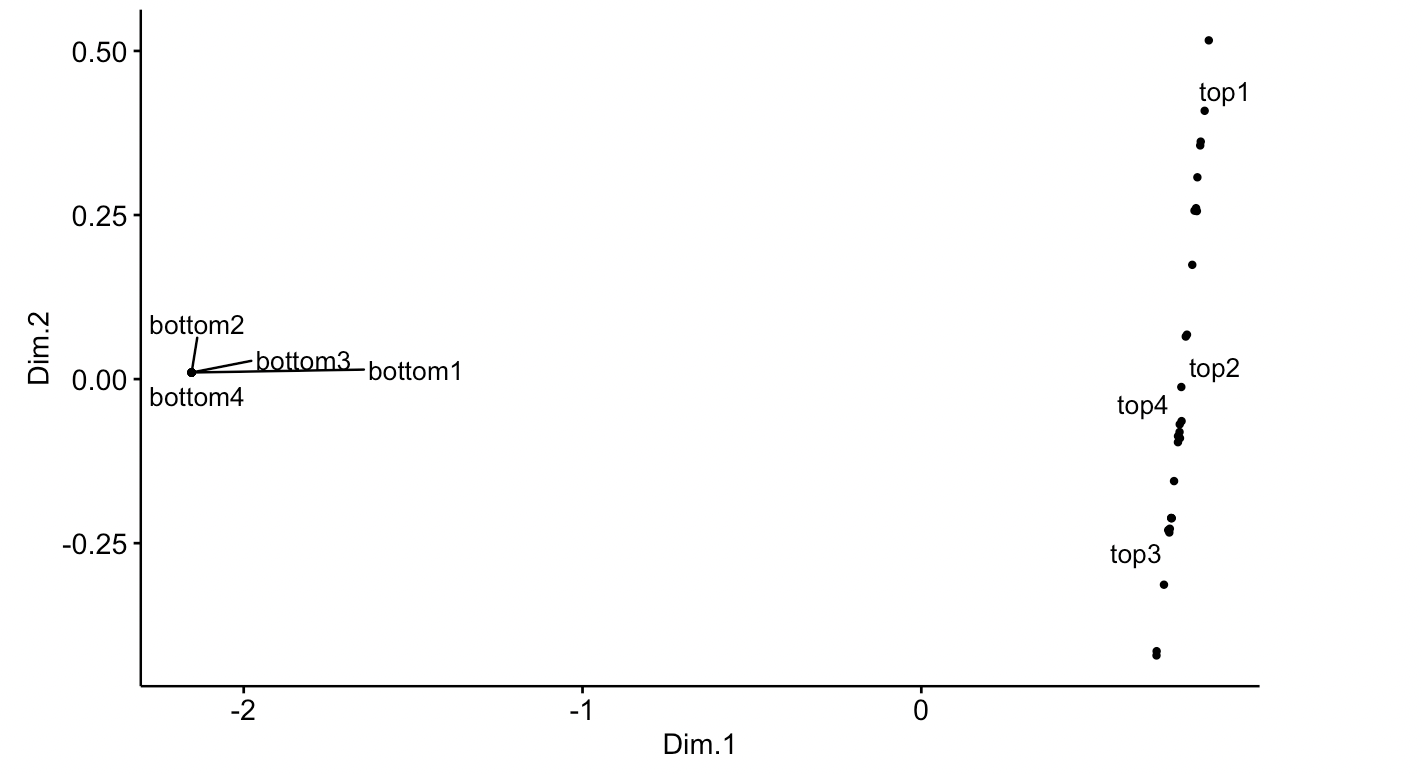 0.50
top1
0.25
Dim.2
bottom2
bottom3
bottom1
top2
0.00
bottom4
top4
-0.25
top3
-2
-1
0
Dim.1